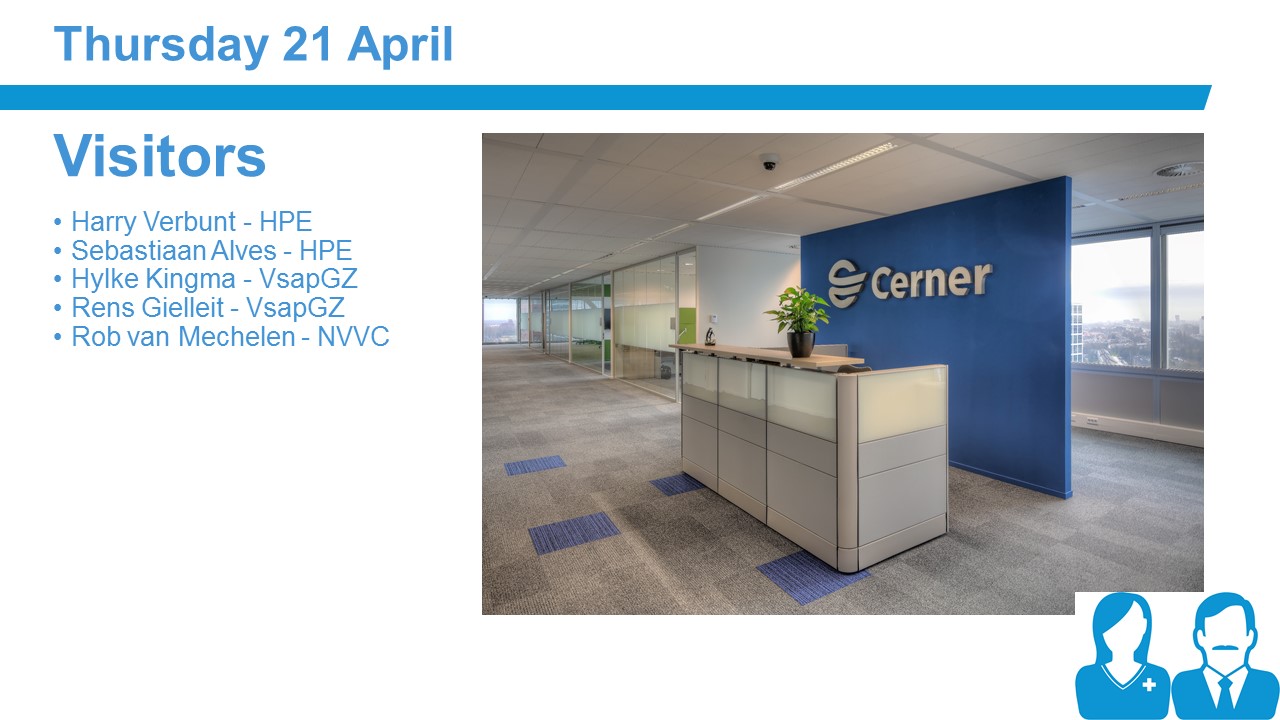 Thursday 21 April
Visitors
• Harry Verbunt - HPE
• Sebastiaan Alves - HPE
• Hylke Kingma - VsapGZ
• Rens Gielleit - VsapGZ
• Rob van Mechelen - NVVC
Cerner